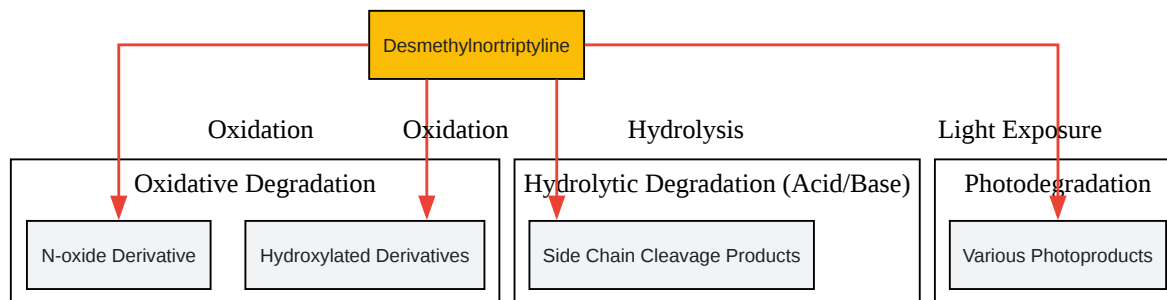 Desmethylnortriptyline
Oxidation
Oxidation
Hydrolysis
Light Exposure
Oxidative Degradation
Hydrolytic Degradation (Acid/Base)
Photodegradation
N-oxide Derivative
Hydroxylated Derivatives
Side Chain Cleavage Products
Various Photoproducts